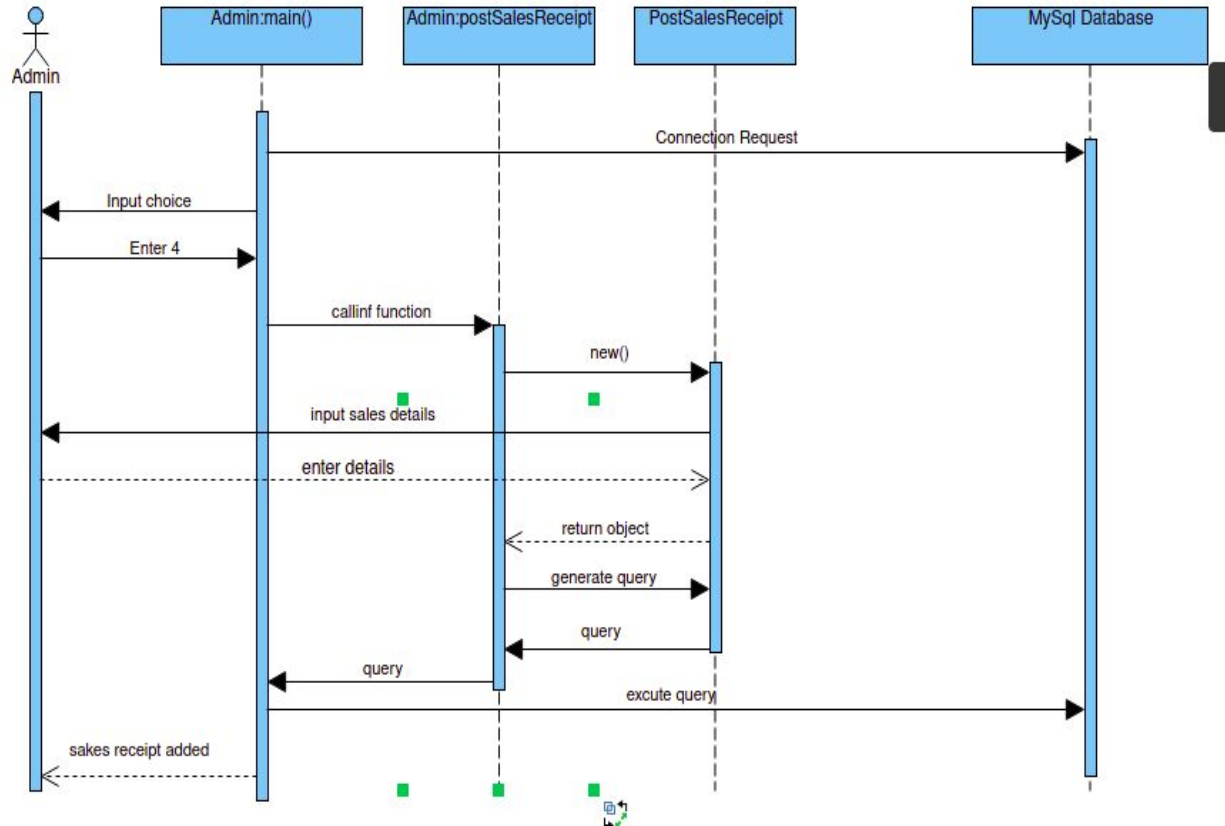 Admin:main()
Admin:postSalesReceipt
PostSalesReceipt
MySql Database
Admin
Connection Request
Input choice
Enter 4
callinf function
new()
input sales details
enter details
return object
generate query
query
query
excute query
sakes receipt added